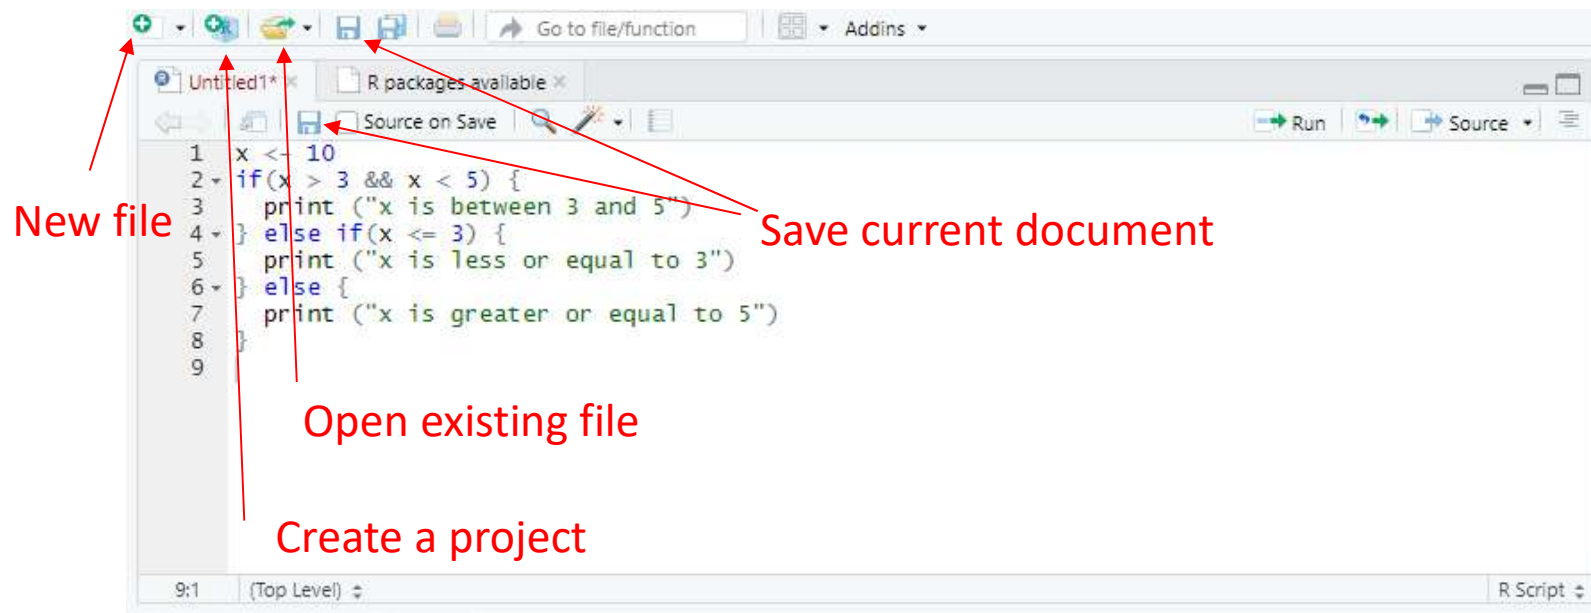 Go to file/function Addins
Untitled1* R packages available
Source on Save Run Source
1 x <- 10
2 if(x > 3 && x < 5) {
3 print ("x is between 3 and 5")
4 } else if(x <= 3) {
5 print ("x is less or equal to 3")
6 } else {
7 print ("x is greater or equal to 5")
8 }
9
New file
Save current document
Open existing file
Create a project
9:1 (Top Level) R Script